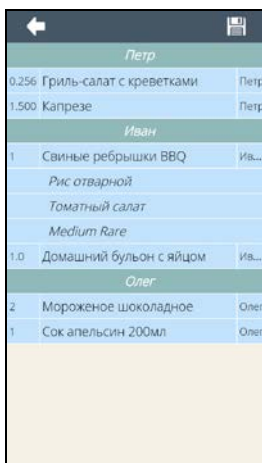 Петр
0.256 Гриль-салат с креветками Петр
1.500 Капрезе Петр
Иван
1 Свиные ребрышки BBQ Ив...
Рис отварной
Томатный салат
Medium Rare
1.0 Домашний бульон с яйцом Ив...
Олег
2 Мороженое шоколадное Олег
1 Сок апельсин 200мл Олег